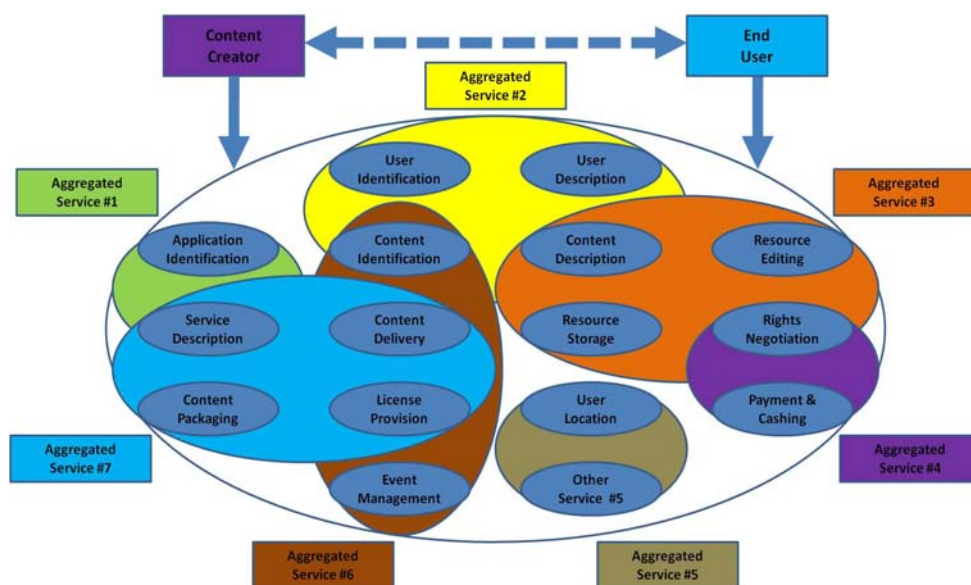 Content
Creator
End
User
Aggregated
Service #2
User
Identification
User
Description
Aggregated
Service #1
Aggregated
Service #3
Application
Identification
Content
Identification
Content
Description
Resource
Editing
Service
Description
Content
Delivery
Resource
Storage
Rights
Negotiation
Content
Packaging
License
Provision
User
Location
Payment &
Cashing
Aggregated
Service #7
Aggregated
Service #4
Event
Management
Other
Service #5
Aggregated
Service #6
Aggregated
Service #5